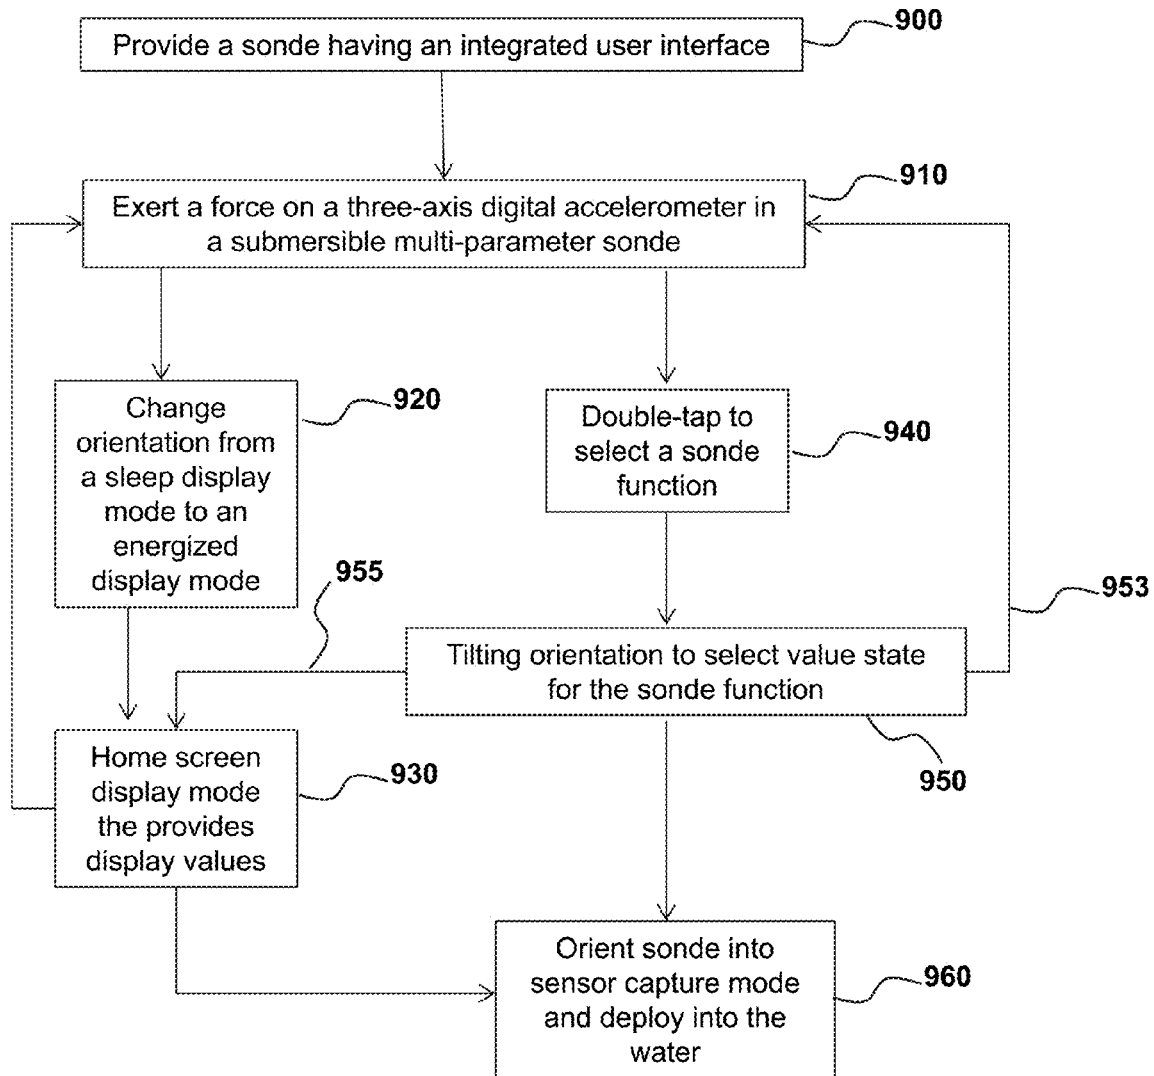 Provide a sonde having an integrated user interface
900
Exert a force on a three-axis digital accelerometer in
a submersible multi-parameter sonde
910
Change
orientation from
a sleep display
mode to an
energized
display mode
920
Double-tap to
select a sonde
function
940
955
953
Tilting orientation to select value state
for the sonde function
950
Home screen
display mode
the provides
display values
930
Orient sonde into
sensor capture mode
and deploy into the
water
960